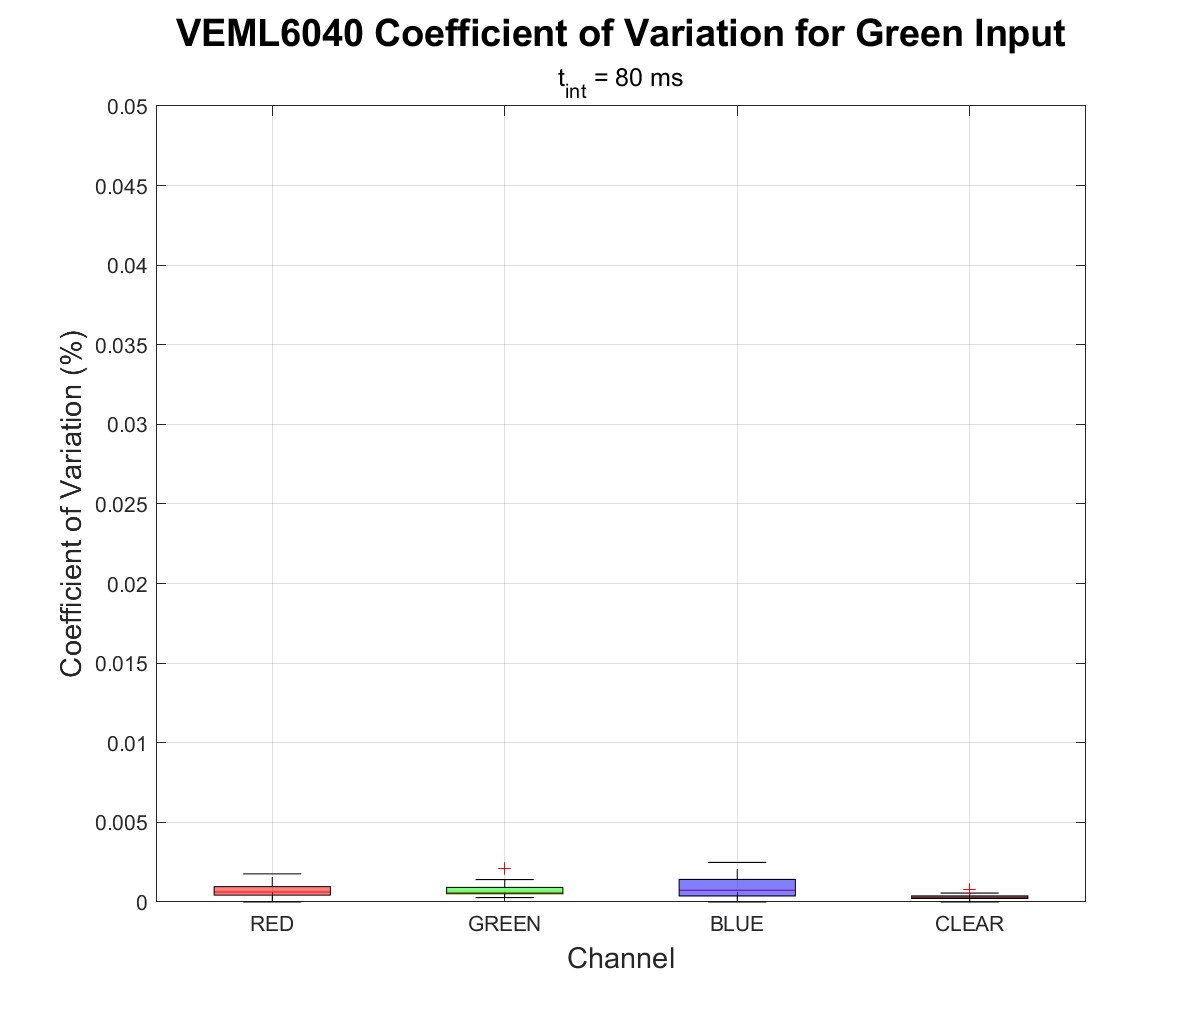 VEML6040 Coefficient of Variation for Green Input
t_int = 80 ms
0.05
0.045
0.04
0.035
0.03
0.025
0.02
0.015
0.01
0.005
0
Coefficient of Variation (%)
RED GREEN BLUE CLEAR
Channel